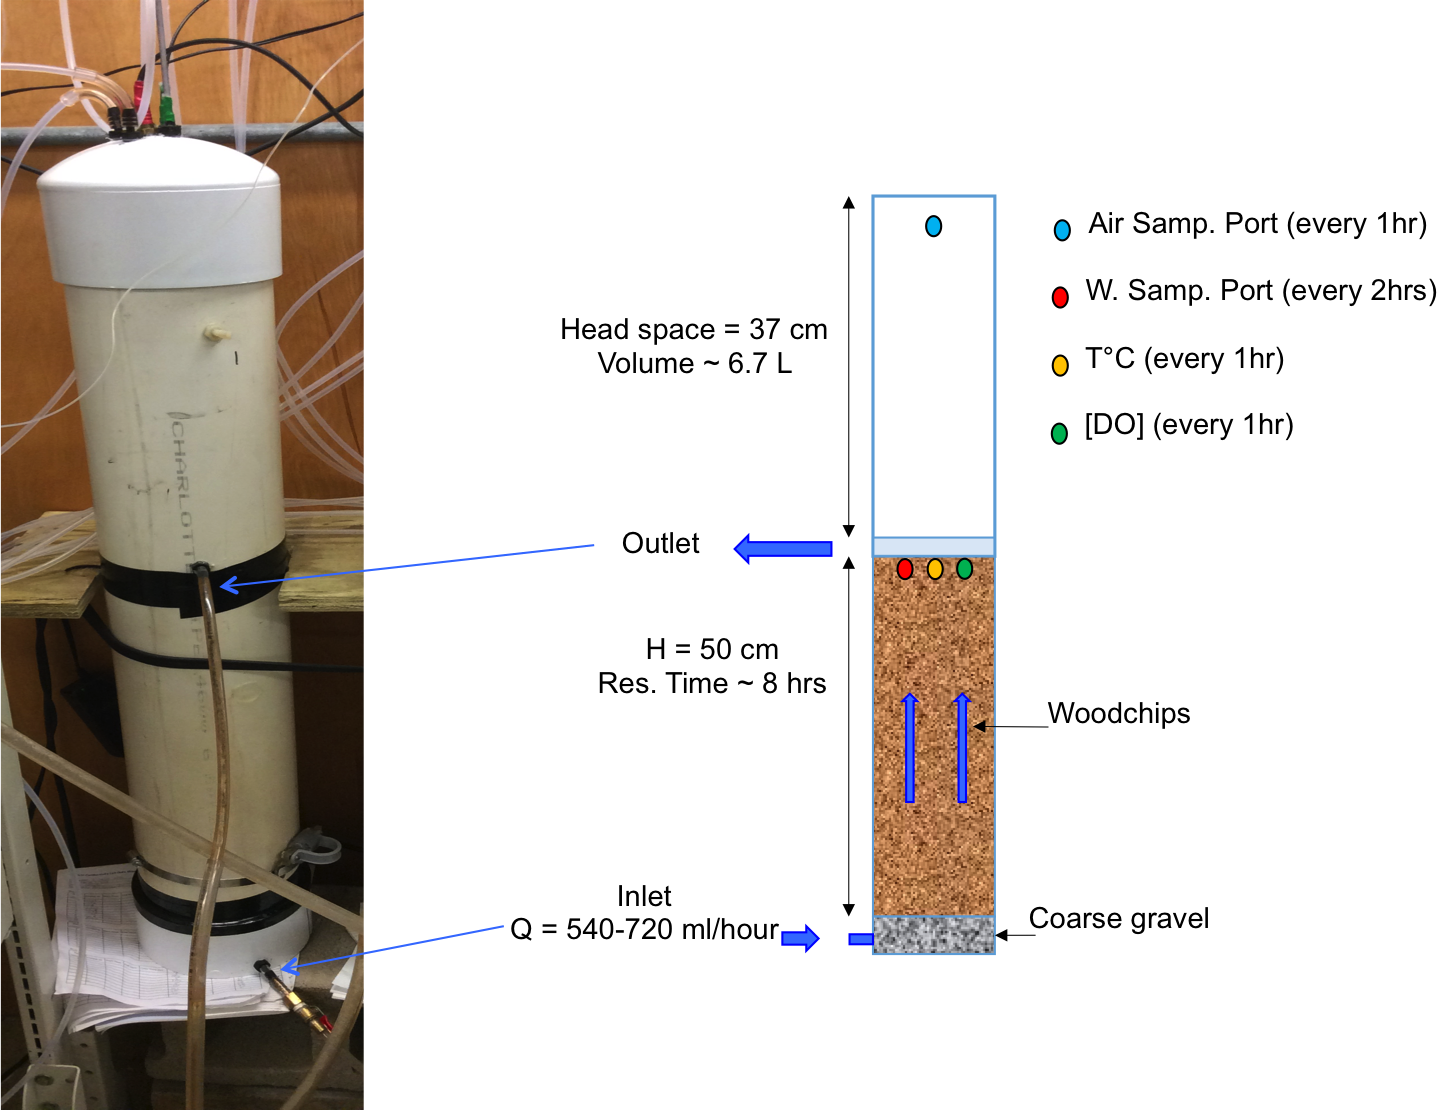 Air Samp. Port (every 1hr)
W. Samp. Port (every 2hrs)
T°C (every 1hr)
[DO] (every 1hr)
Head space = 37 cm
Volume ~ 6.7 L
Outlet
H = 50 cm
Res. Time ~ 8 hrs
Woodchips
Inlet
Q = 540-720 ml/hour
Coarse gravel
CHARLOTT